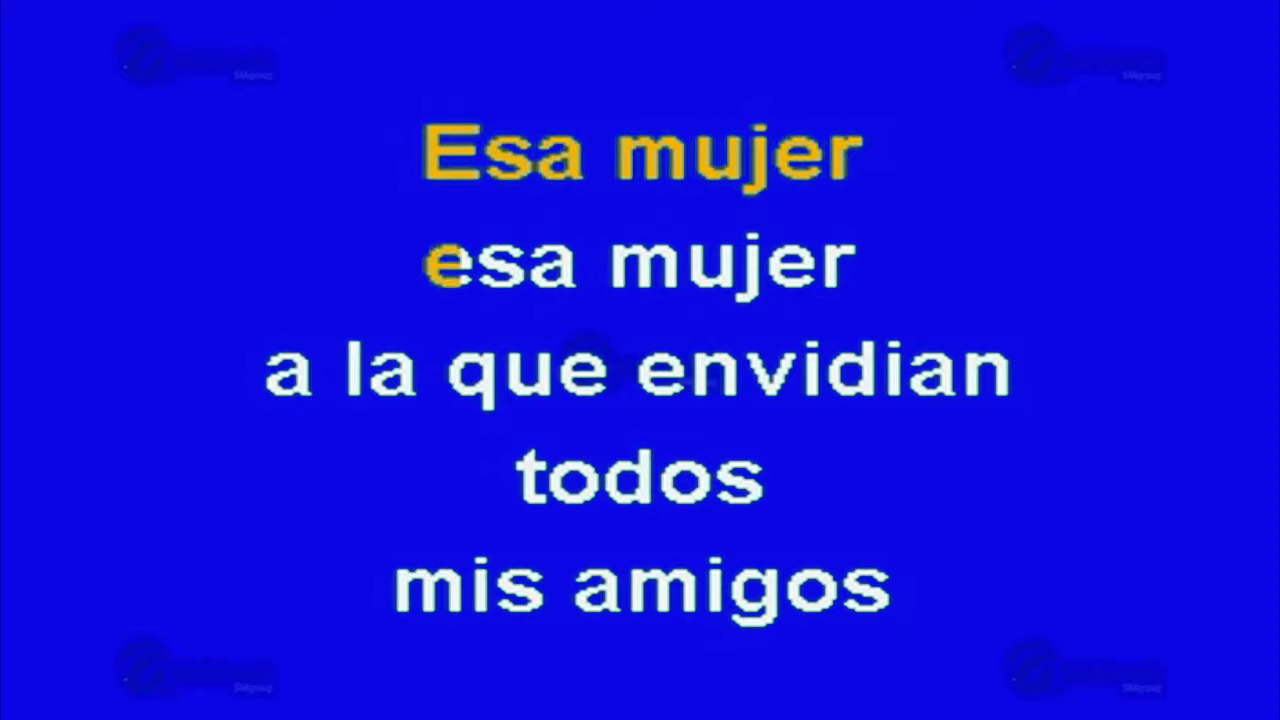 Esa mujer
esa mujer
a la que envidian
todos
mis amigos